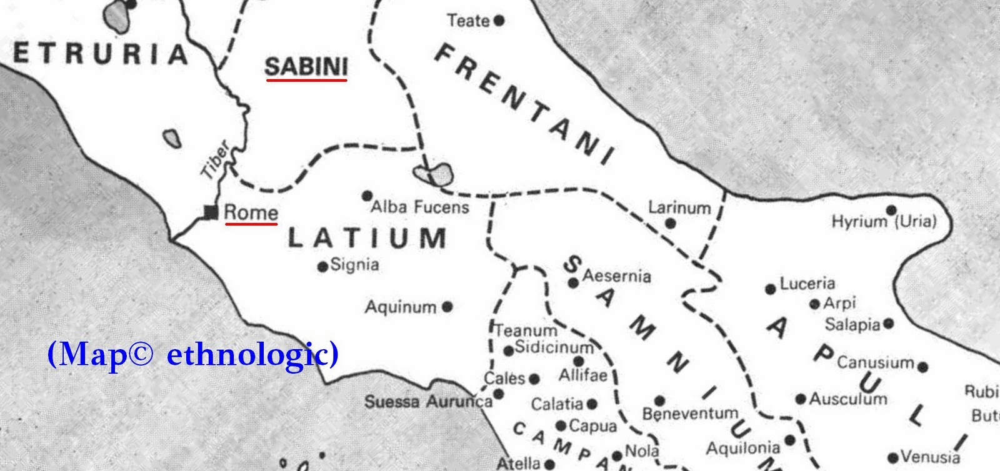 Teate
ETRURIA
SABINI
FRENTANI
Tiber
Rome
Alba Fucens
Larinum
Hyrium (Uria)
LATIUM
Signia
Aesernia
SAMNIUM
Luceria
Arpi
Salapia
Aquinum
APULI
Teanum
Sidicinum
(Map© ethnologic)
Canusium
Allifae
Cales
Suessa Aurunca
Calatia
Beneventum
Ausculum
Rubi
But
CAMPAN
Capua
Aquilonia
Nola
Venusia
Atella